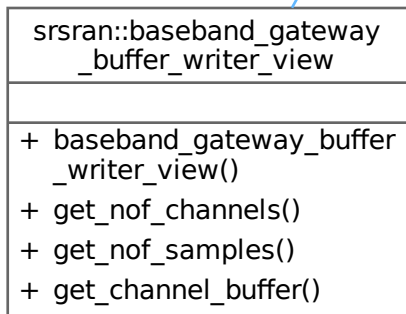 srsran::baseband_gateway
_buffer_writer_view
+ baseband_gateway_buffer
_writer_view()
+ get_nof_channels()
+ get_nof_samples()
+ get_channel_buffer()